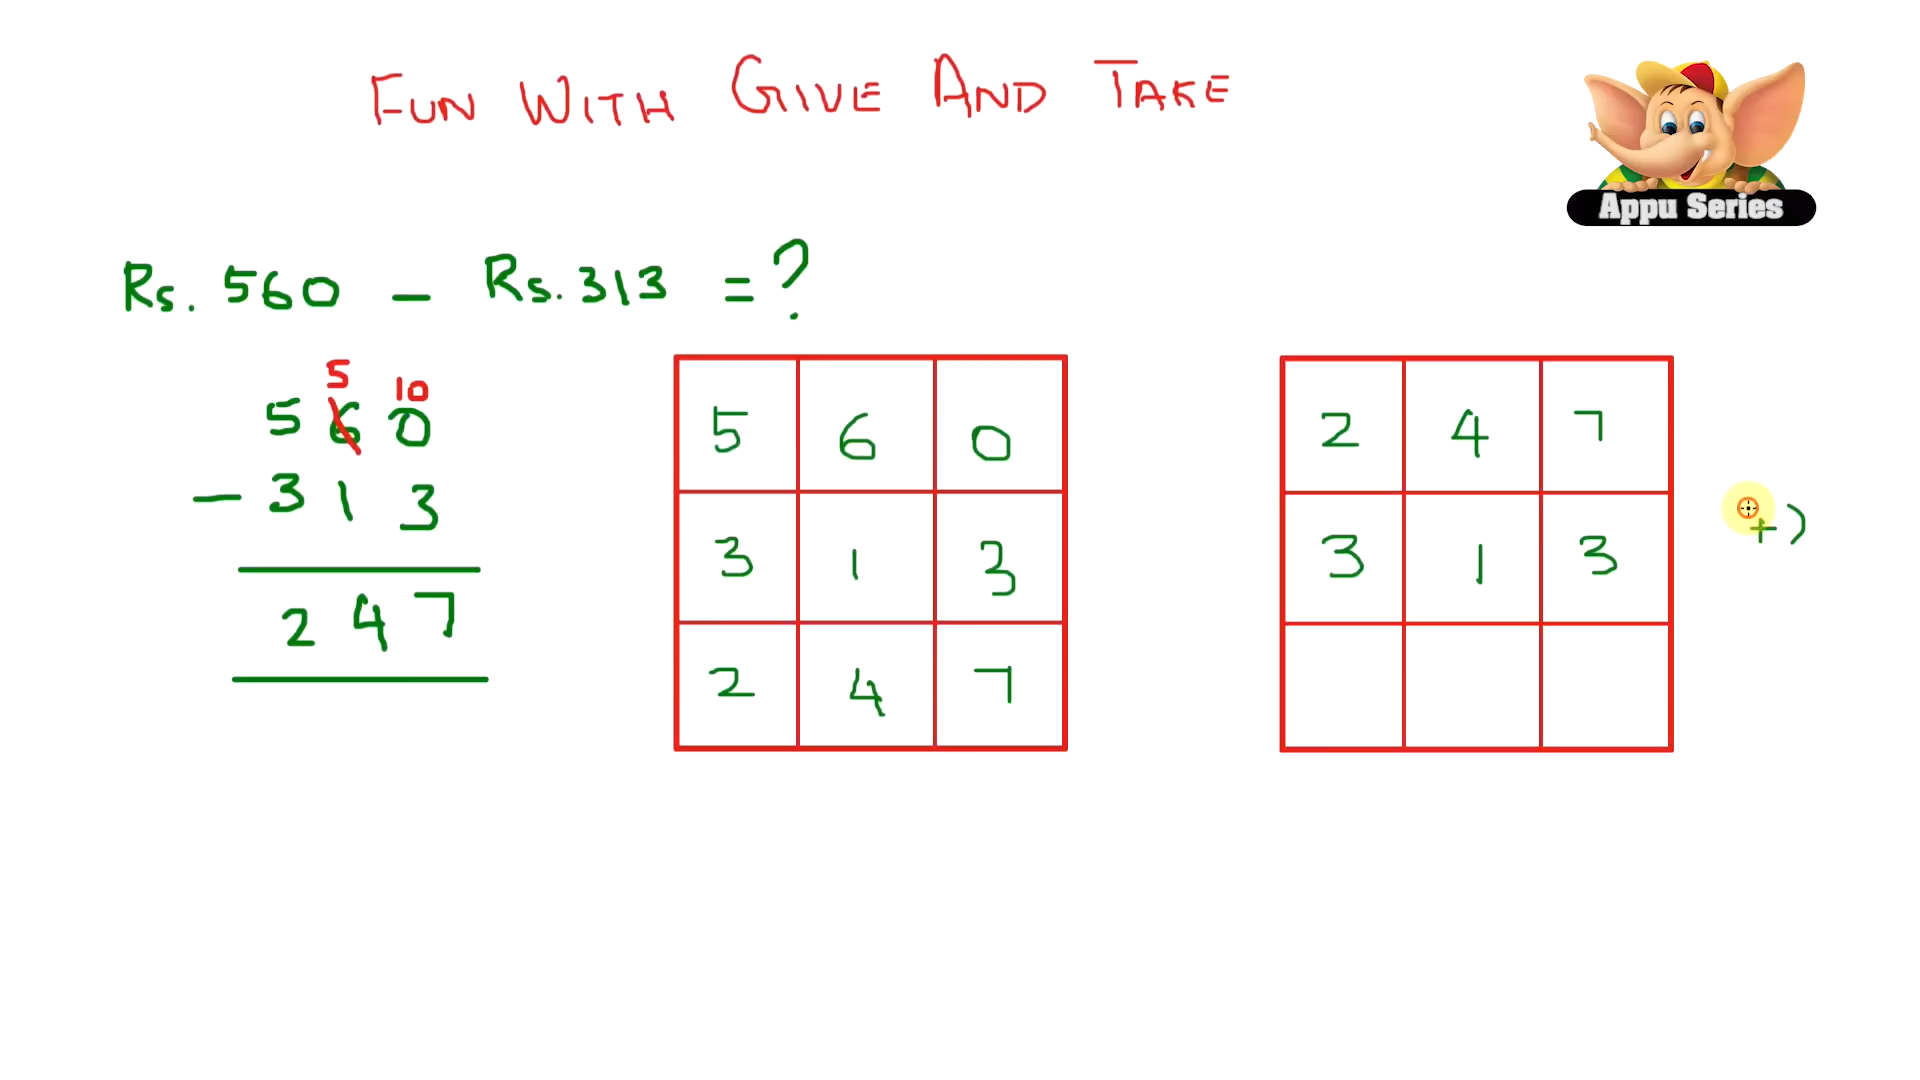 FUN WITH GIVE AND TAKE
Appu Series
Rs. 560 - Rs. 313 = ?
5 10
5 6 0
- 3 1 3
2 4 7
5 6 0
3 1 3
2 4 7
2 4 7
3 1 3
+)